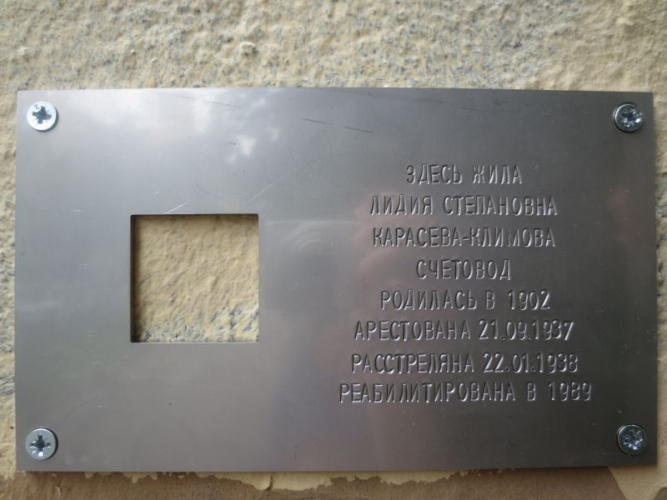 ЗДЕСЬ ЖИЛА
ЛИДИЯ СТЕПАНОВНА
КАРАСЕВА-КЛИМОВА
СЧЕТОВОД
РОДИЛАСЬ В 1902
АРЕСТОВАНА 21.09.1937
РАССТРЕЛЯНА 22.01.1938
РЕАБИЛИТИРОВАНА В 1989